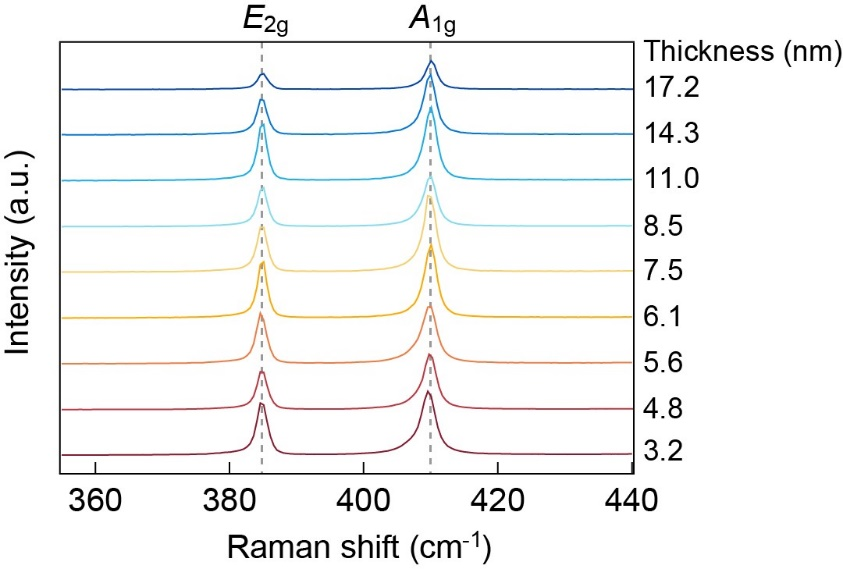 E2g A1g
Thickness (nm)
17.2
14.3
11.0
8.5
7.5
6.1
5.6
4.8
3.2
Intensity (a.u.)
360 380 400 420 440
Raman shift (cm-1)